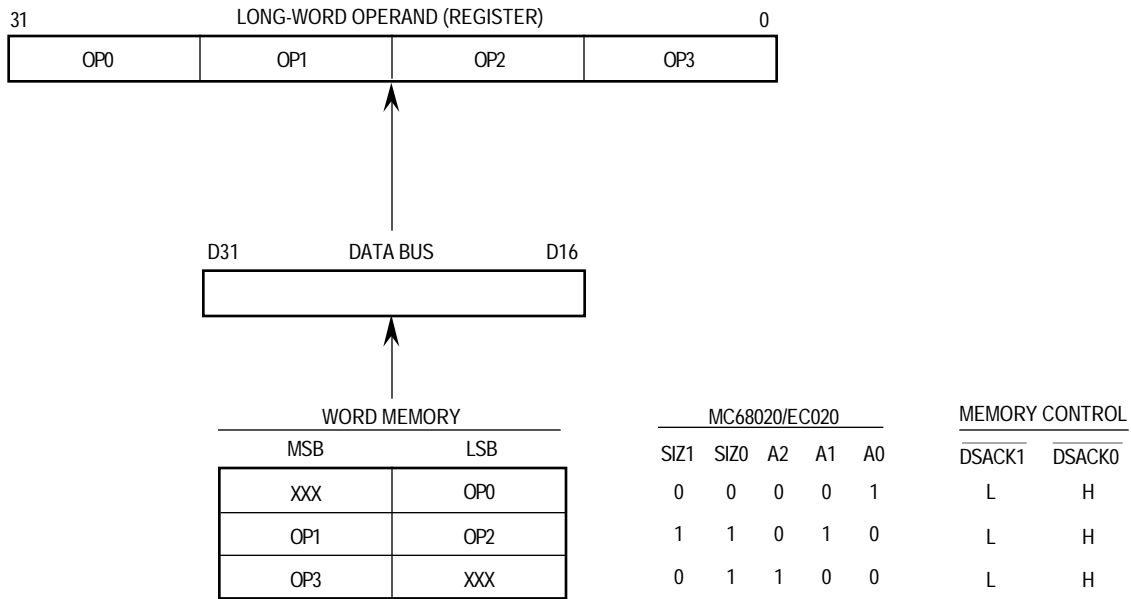 31 LONG-WORD OPERAND (REGISTER) 0
OP0 OP1 OP2 OP3
D31 DATA BUS D16
WORD MEMORY MC68020/EC020 MEMORY CONTROL
MSB LSB SIZ1 SIZ0 A2 A1 A0 DSACK1 DSACK0
XXX OP0 0 0 0 0 1 L H
OP1 OP2 1 1 0 1 0 L H
OP3 XXX 0 1 1 0 0 L H